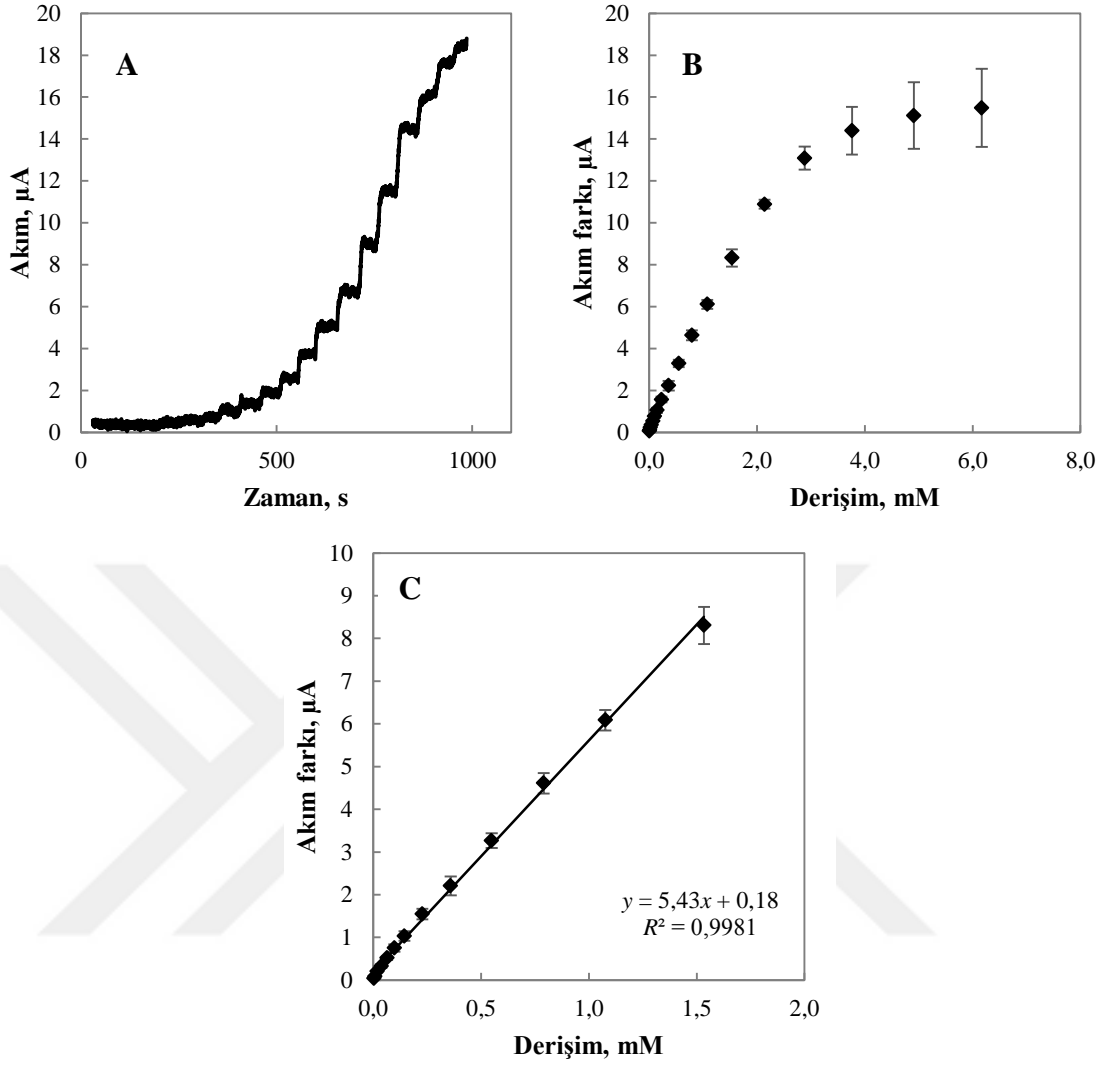 A
Akım, µA
20
18
16
14
12
10
8
6
4
2
0
0 500 1000
Zaman, s
B
Akım farkı, µA
20
18
16
14
12
10
8
6
4
2
0
0,0 2,0 4,0 6,0 8,0
Derişim, mM
C
Akım farkı, µA
10
9
8
7
6
5
4
3
2
1
0
y = 5,43x + 0,18
R² = 0,9981
0,0 0,5 1,0 1,5 2,0
Derişim, mM